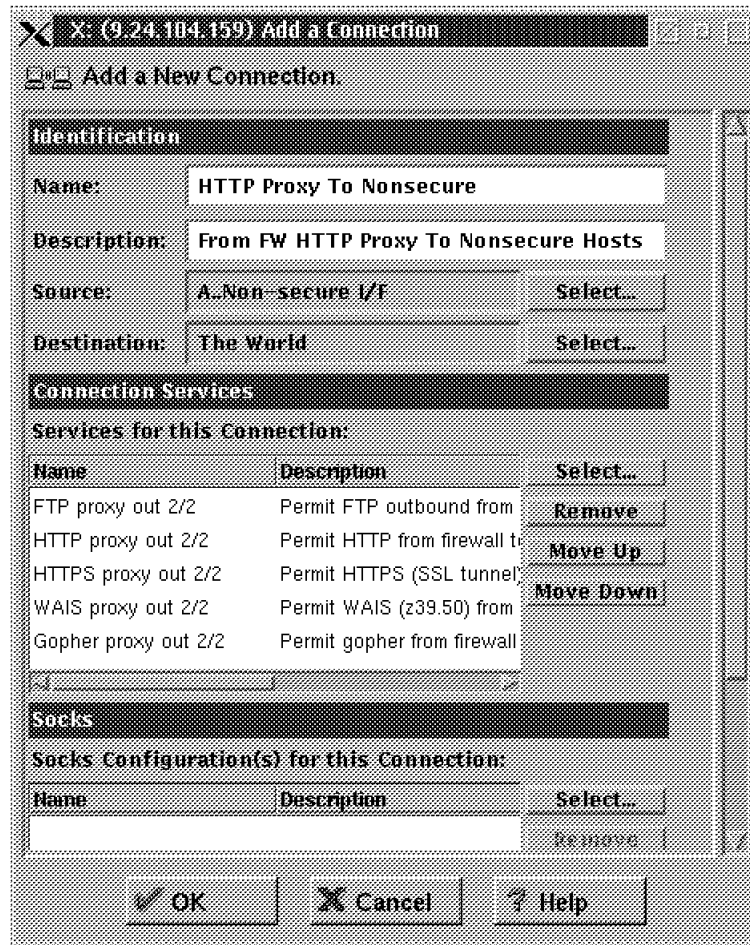 X: (9.24.104.159) Add a Connection
Add a New Connection.
Identification
Name: HTTP Proxy To Nonsecure
Description: From FW HTTP Proxy To Nonsecure Hosts
Source: A..Non-secure I/F Select...
Destination: The World Select...
Connection Services
Services for this Connection:
Name Description Select...
FTP proxy out 2/2 Permit FTP outbound from Remove
HTTP proxy out 2/2 Permit HTTP from firewall Move Up
HTTPS proxy out 2/2 Permit HTTPS (SSL tunnel) Move Down
WAIS proxy out 2/2 Permit WAIS (z39.50) from
Gopher proxy out 2/2 Permit gopher from firewall
Socks
Socks Configuration(s) for this Connection:
Name Description Select...
Remove
OK Cancel Help